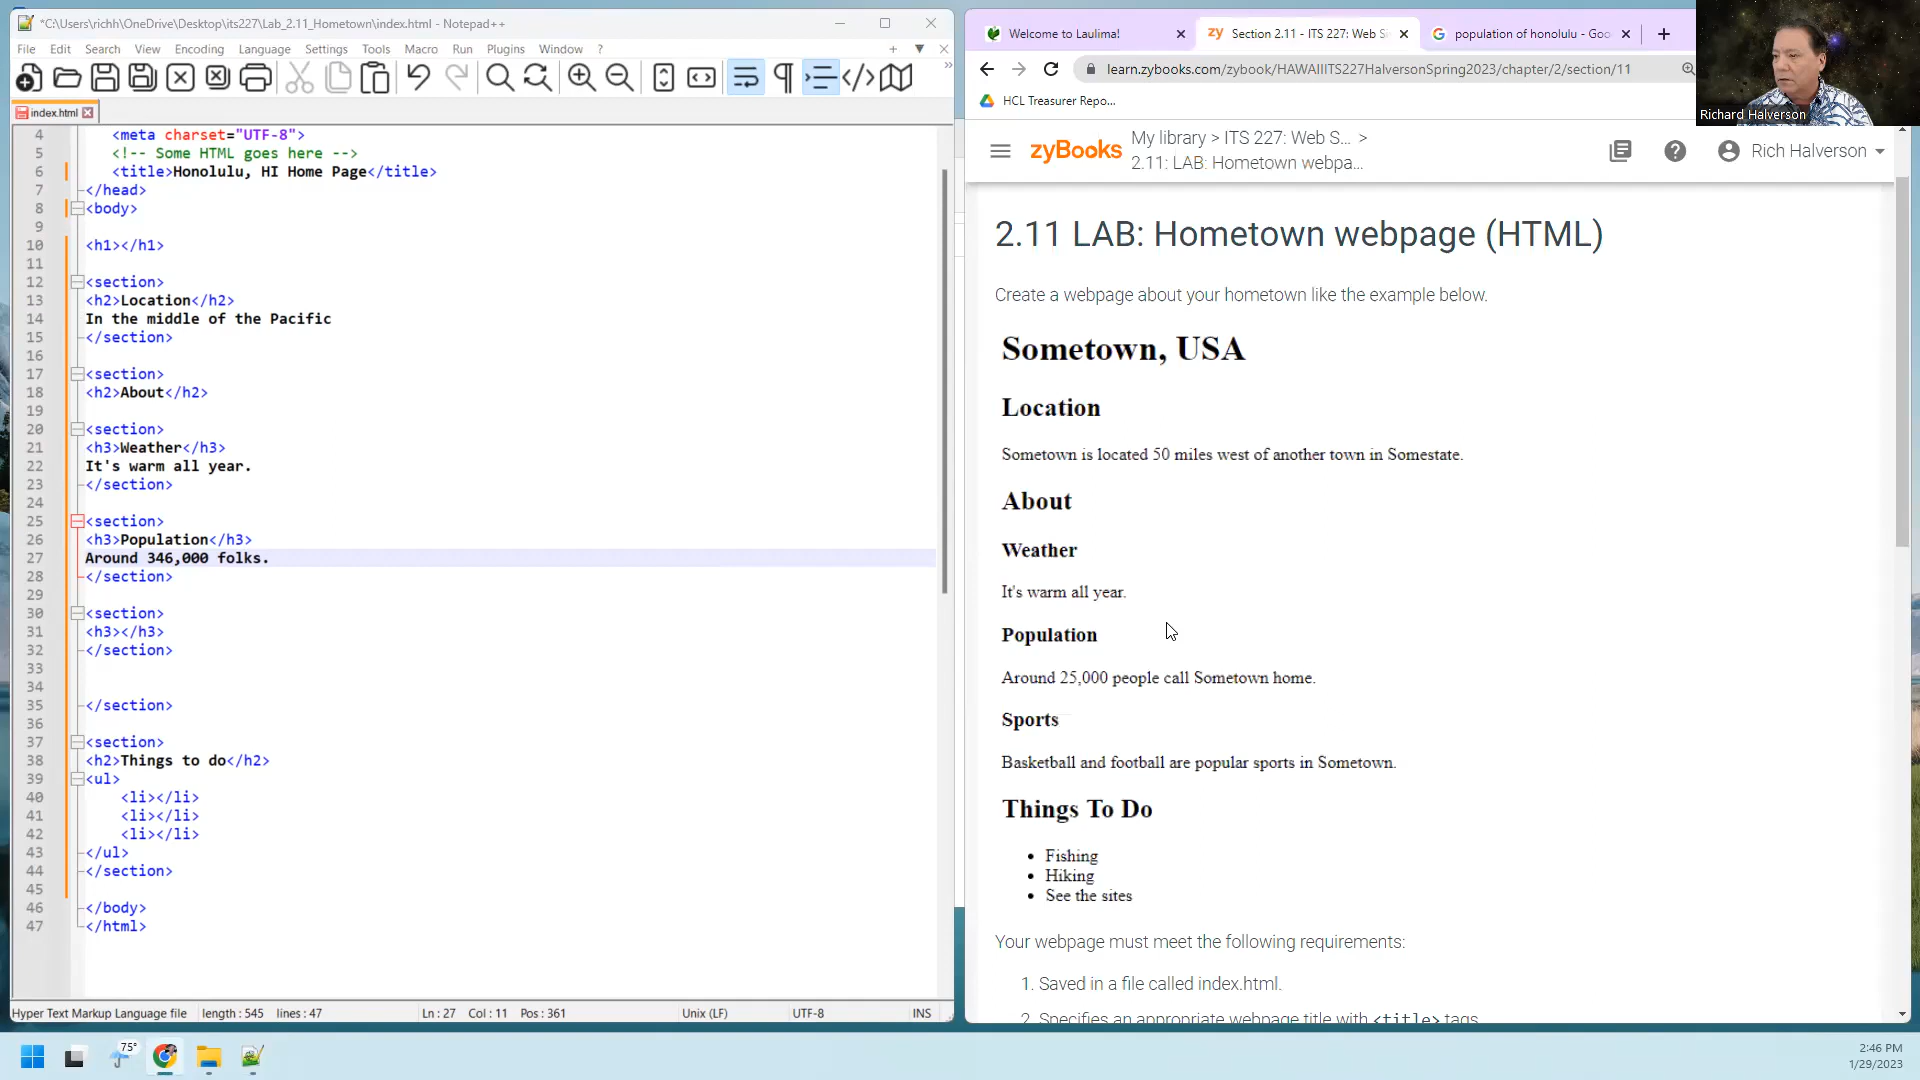 *C:\Users\richh\OneDrive\Desktop\its227\Lab_2.11_Hometown\index.html - Notepad++
File Edit Search View Encoding Language Settings Tools Macro Run Plugins Window ?
index.html
4 <meta charset="UTF-8">
5 <!-- Some HTML goes here -->
6 <title>Honolulu, HI Home Page</title>
7 </head>
8 <body>
9
10 <h1></h1>
11
12 <section>
13 <h2>Location</h2>
14 In the middle of the Pacific
15 </section>
16
17 <section>
18 <h2>About</h2>
19
20 <section>
21 <h3>Weather</h3>
22 It's warm all year.
23 </section>
24
25 <section>
26 <h3>Population</h3>
27 Around 346,000 folks.
28 </section>
29
30 <section>
31 <h3></h3>
32 </section>
33
34
35 </section>
36
37 <section>
38 <h2>Things to do</h2>
39 <ul>
40 <li></li>
41 <li></li>
42 <li></li>
43 </ul>
44 </section>
45
46 </body>
47 </html>
Hyper Text Markup Language file length : 545 lines : 47 Ln : 27 Col : 11 Pos : 361 Unix (LF) UTF-8 INS
Welcome to Laulima! zy Section 2.11 - ITS 227: Web Si population of honolulu - Goo
learn.zybooks.com/zybook/HAWAIIITS227HalversonSpring2023/chapter/2/section/11
HCL Treasurer Repo...
Richard Halverson
zyBooks My library > ITS 227: Web S... >
2.11: LAB: Hometown webpa...
Rich Halverson
2.11 LAB: Hometown webpage (HTML)
Create a webpage about your hometown like the example below.
Sometown, USA
Location
Sometown is located 50 miles west of another town in Somestate.
About
Weather
It's warm all year.
Population
Around 25,000 people call Sometown home.
Sports
Basketball and football are popular sports in Sometown.
Things To Do
• Fishing
• Hiking
• See the sites
Your webpage must meet the following requirements:
1. Saved in a file called index.html.
2. Specifies an appropriate webpage title with <title> tags
75°
2:46 PM
1/29/2023